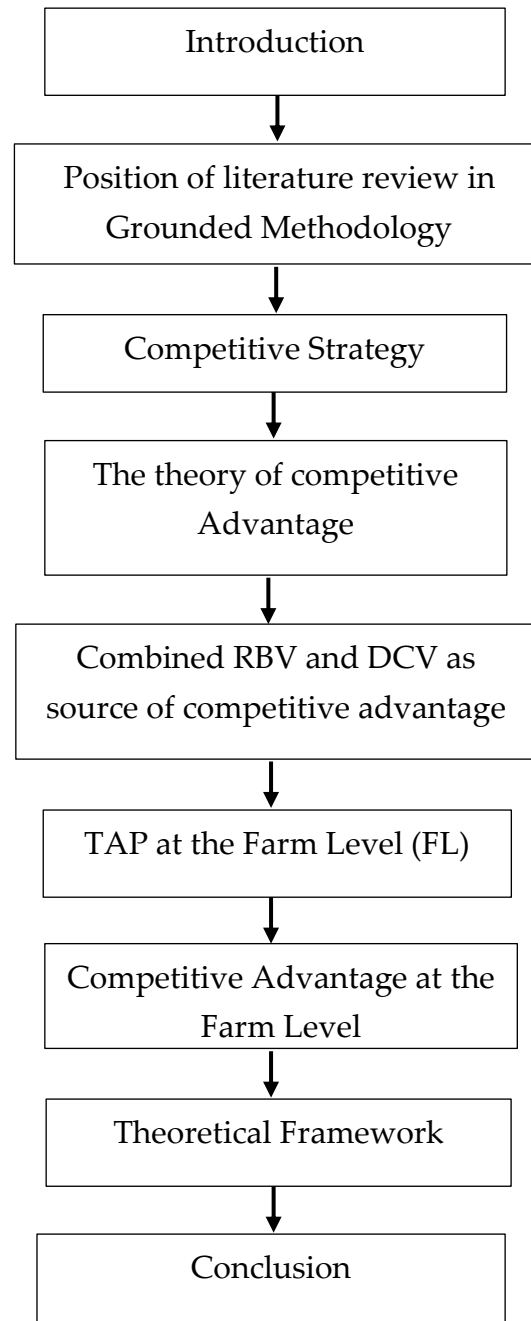 Introduction
Position of literature review in
Grounded Methodology
Competitive Strategy
The theory of competitive
Advantage
Combined RBV and DCV as
source of competitive advantage
TAP at the Farm Level (FL)
Competitive Advantage at the
Farm Level
Theoretical Framework
Conclusion